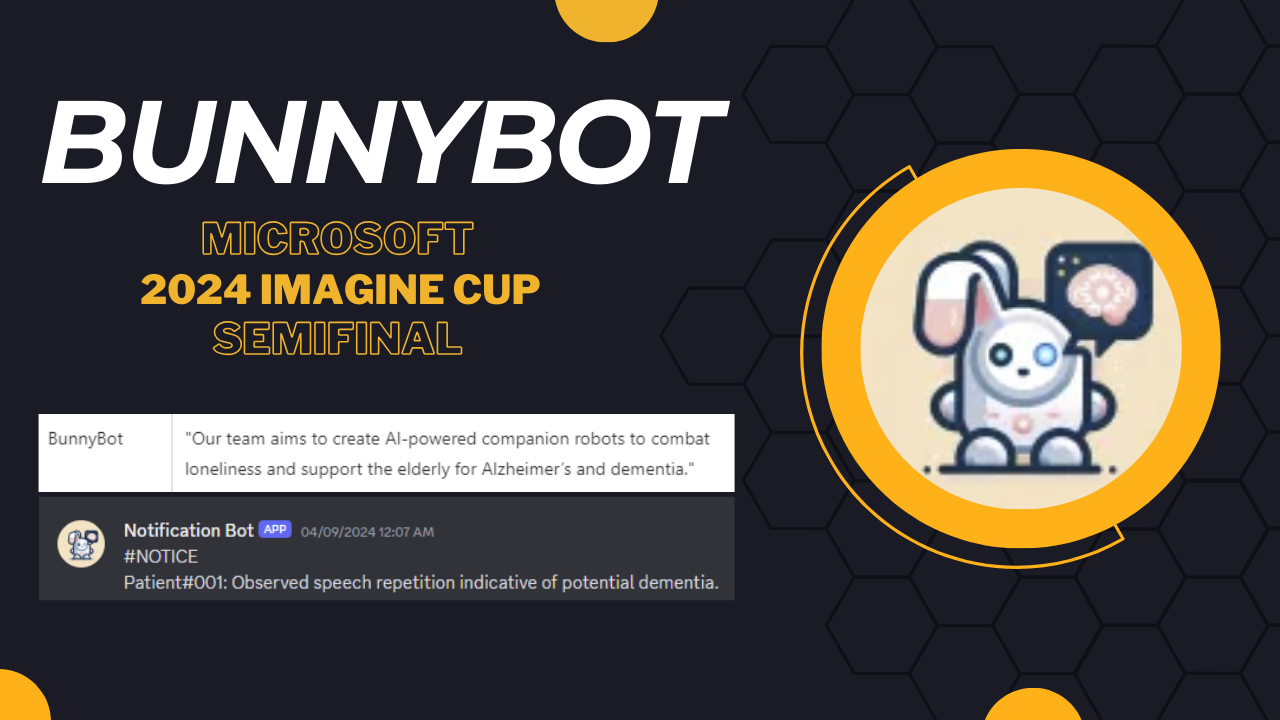 BUNNYBOT
MICROSOFT
2024 IMAGINE CUP
SEMIFINAL
BunnyBot
"Our team aims to create AI-powered companion robots to combat
loneliness and support the elderly for Alzheimer's and dementia."
Notification Bot APP 04/09/2024 12:07 AM
#NOTICE
Patient#001: Observed speech repetition indicative of potential dementia.